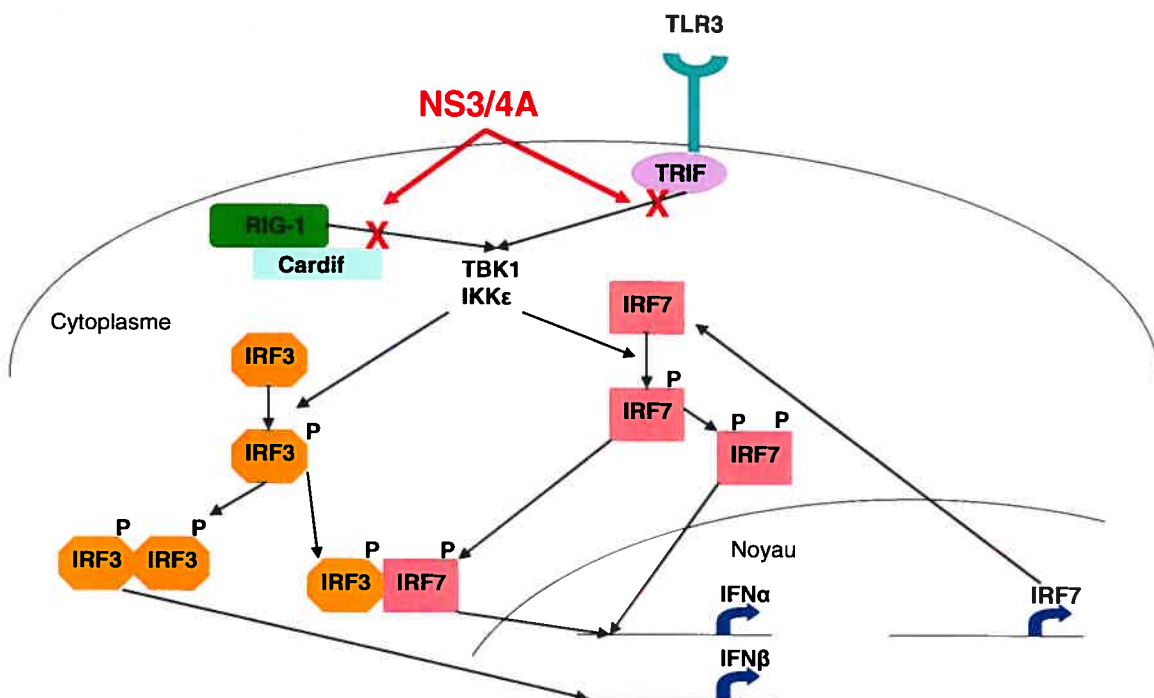 TLR3
NS3/4A
TRIF
RIG-1
Cardif
TBK1
IKKε
Cytoplasme
IRF7
IRF3
P
IRF7
P
IRF3
P P
IRF7
P P
IRF3 IRF3
P P
IRF3 IRF7
Noyau
IFNα
IRF7
IFNβ